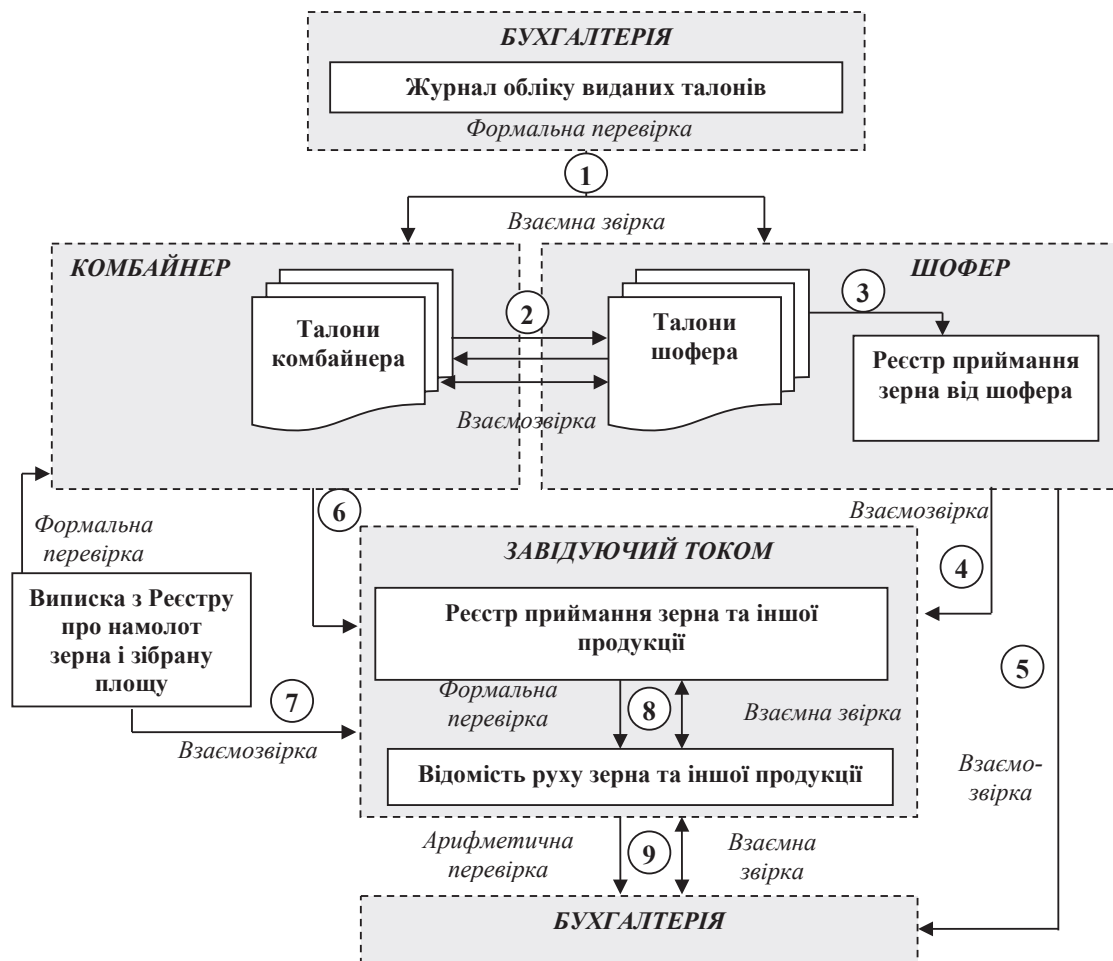 БУХГАЛТЕРІЯ
Журнал обліку виданих талонів
Формальна перевірка
1
Взаємна звірка
КОМБАЙНЕР
ШОФЕР
Талони
комбайнера
2
Талони
шофера
3
Реєстр приймання
зерна від шофера
Взаємозвірка
Формальна
перевірка
6
Взаємозвірка
4
ЗАВІДУЮЧИЙ ТОКОМ
Виписка з Реєстру
про намолот
зерна і зібрану
площу
Реєстр приймання зерна та іншої
продукції
5
7
Взаємозвірка
Формальна
перевірка
8
Взаємна звірка
Відомість руху зерна та іншої продукції
Взаємо-
звірка
Арифметична
перевірка
9
Взаємна
звірка
БУХГАЛТЕРІЯ